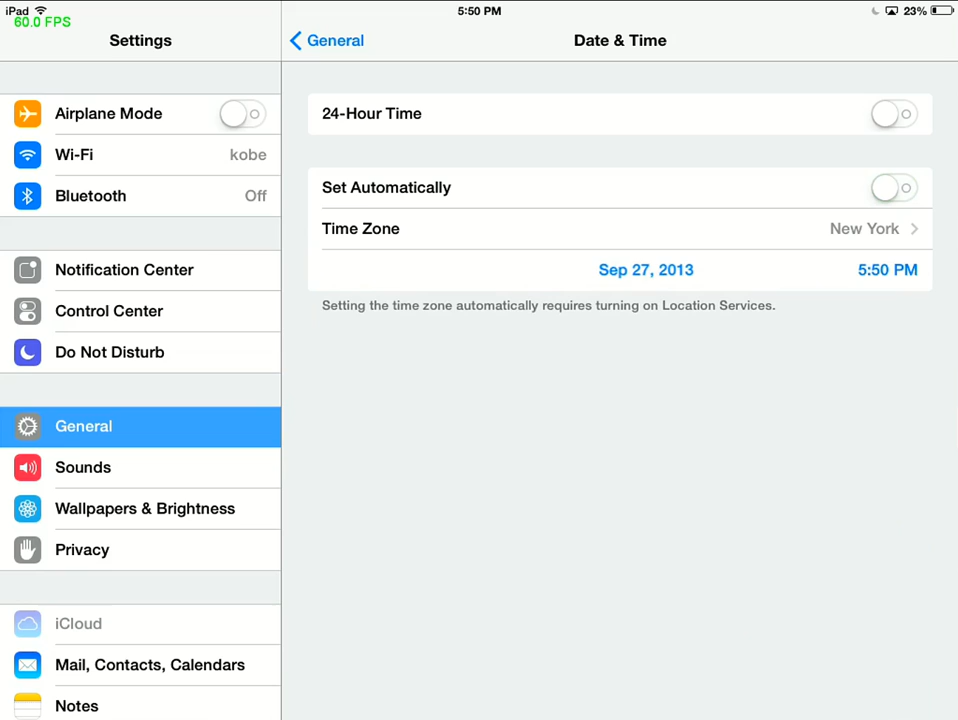 iPad
5:50 PM
23%
60.0 FPS
Settings
General
Date & Time
Airplane Mode
24-Hour Time
Wi-Fi
kobe
Bluetooth
Off
Set Automatically
Time Zone
New York
Notification Center
Sep 27, 2013
5:50 PM
Control Center
Setting the time zone automatically requires turning on Location Services.
Do Not Disturb
General
Sounds
Wallpapers & Brightness
Privacy
iCloud
Mail, Contacts, Calendars
Notes